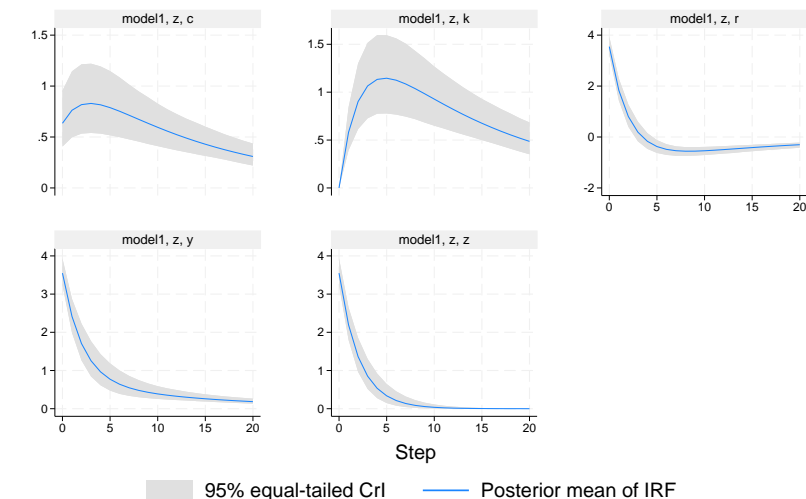 model1, z, c
model1, z, k
model1, z, r
1.5
1
.5
0
1.5
1
.5
0
4
2
0
-2
0 5 10 15 20
model1, z, y
model1, z, z
4
3
2
1
0
0 5 10 15 20
4
3
2
1
0
0 5 10 15 20
Step
95% equal-tailed CrI
Posterior mean of IRF